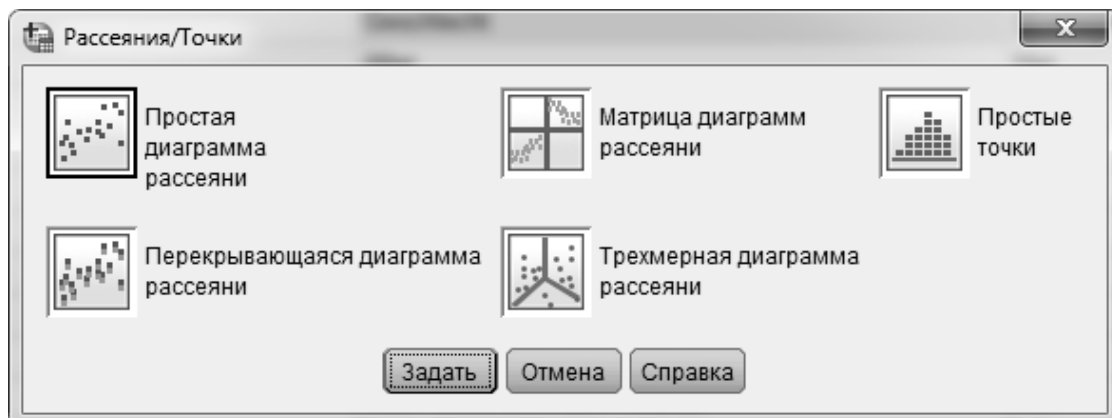 Рассеяния/Точки
Простая
диаграмма
рассеяни
Матрица диаграмм
рассеяни
Простые
точки
Перекрывающаяся диаграмма
рассеяни
Трехмерная диаграмма
рассеяни
Задать
Отмена
Справка